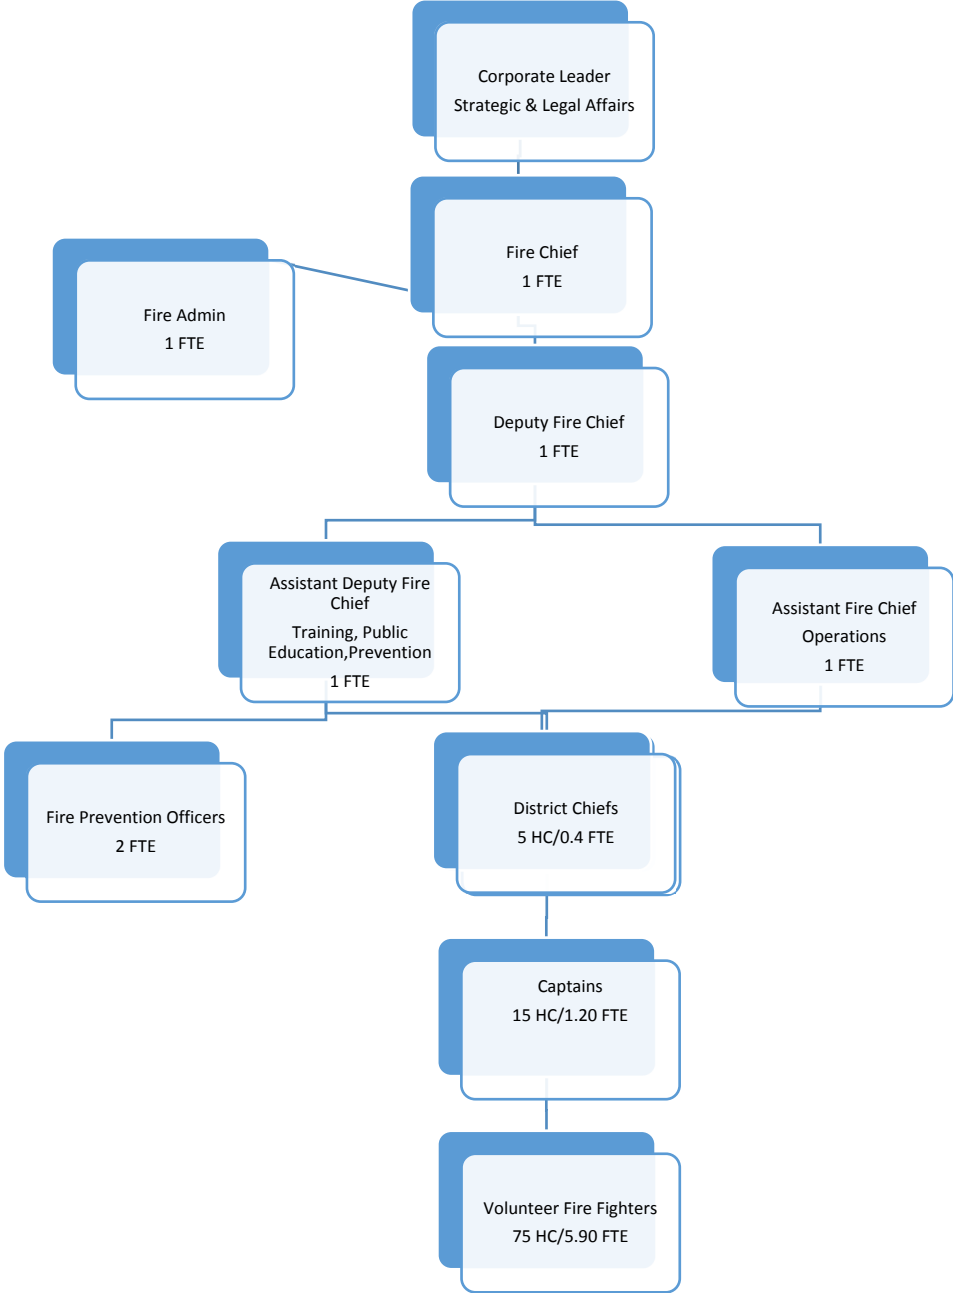 Corporate Leader
Strategic & Legal Affairs
Fire Chief
1 FTE
Fire Admin
1 FTE
Deputy Fire Chief
1 FTE
Assistant Deputy Fire
Chief
Training, Public
Education,Prevention
1 FTE
Assistant Fire Chief
Operations
1 FTE
Fire Prevention Officers
2 FTE
District Chiefs
5 HC/0.4 FTE
Captains
15 HC/1.20 FTE
Volunteer Fire Fighters
75 HC/5.90 FTE